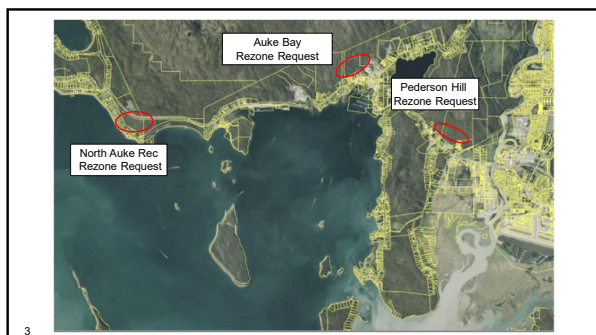 Auke Bay
Rezone Request
Pederson Hill
Rezone Request
North Auke Rec
Rezone Request
3